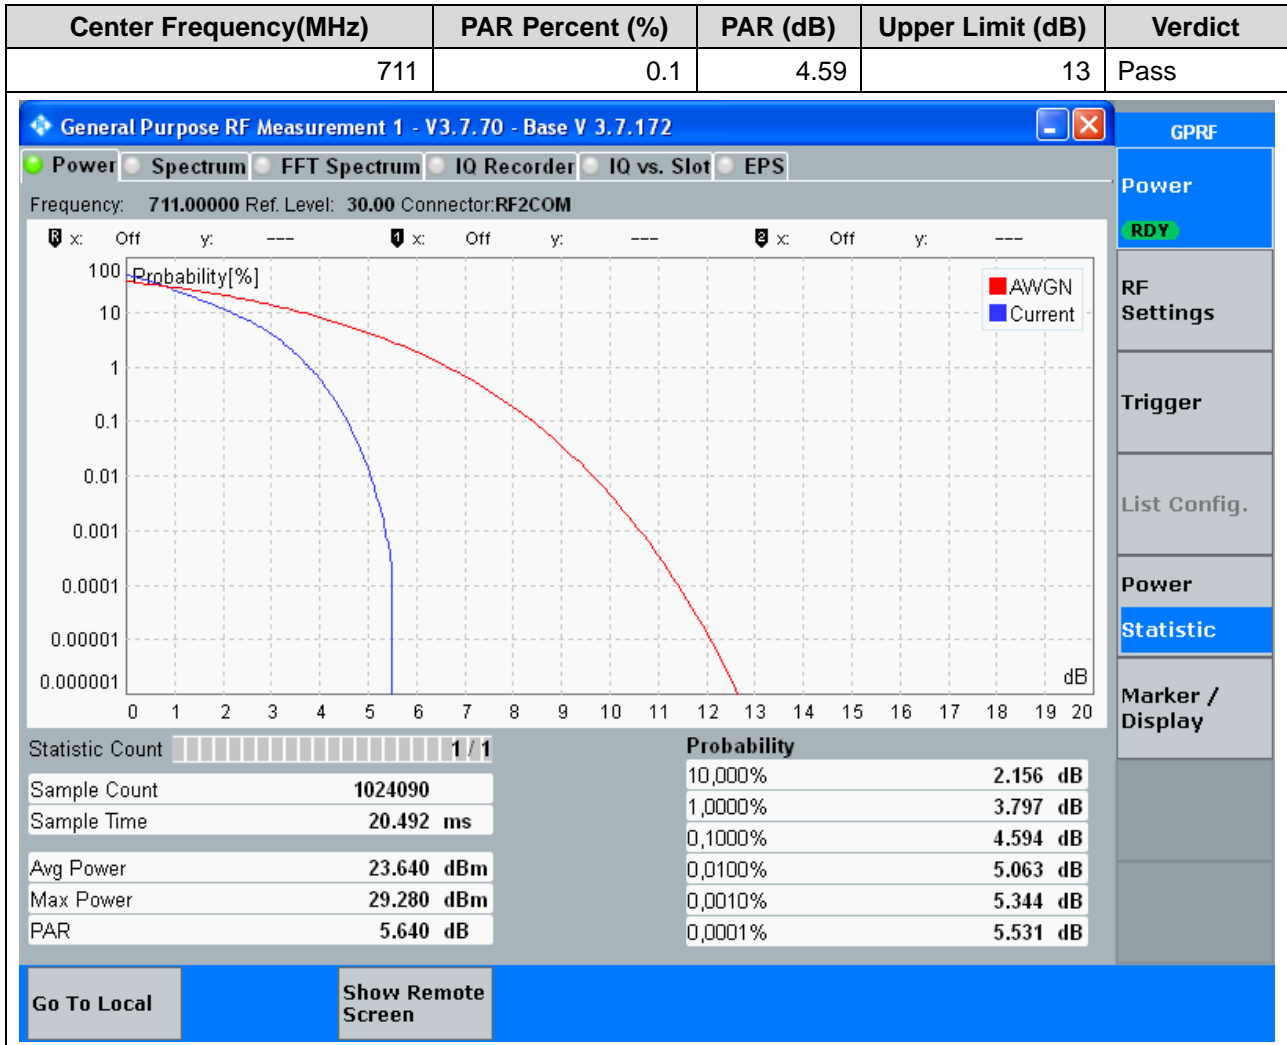 Center Frequency(MHz) PAR Percent (%) PAR (dB) Upper Limit (dB) Verdict
711 0.1 4.59 13 Pass
General Purpose RF Measurement 1 - V3.7.70 - Base V 3.7.172
GPRF
Power Spectrum FFT Spectrum IQ Recorder IQ vs. Slot EPS
Frequency: 711.00000 Ref. Level: 30.00 Connector:RF2COM
R x: Off y: --- 1 x: Off y: --- 2 x: Off y: ---
Probability[%]
AWGN
Current
100
10
1
0.1
0.01
0.001
0.0001
0.00001
0.000001
dB
0 1 2 3 4 5 6 7 8 9 10 11 12 13 14 15 16 17 18 19 20
Statistic Count 1 / 1
Sample Count 1024090
Sample Time 20.492 ms
Avg Power 23.640 dBm
Max Power 29.280 dBm
PAR 5.640 dB
Probability
10,000% 2.156 dB
1,0000% 3.797 dB
0,1000% 4.594 dB
0,0100% 5.063 dB
0,0010% 5.344 dB
0,0001% 5.531 dB
Power
RDY
RF
Settings
Trigger
List Config.
Power
Statistic
Marker /
Display
Go To Local
Show Remote
Screen